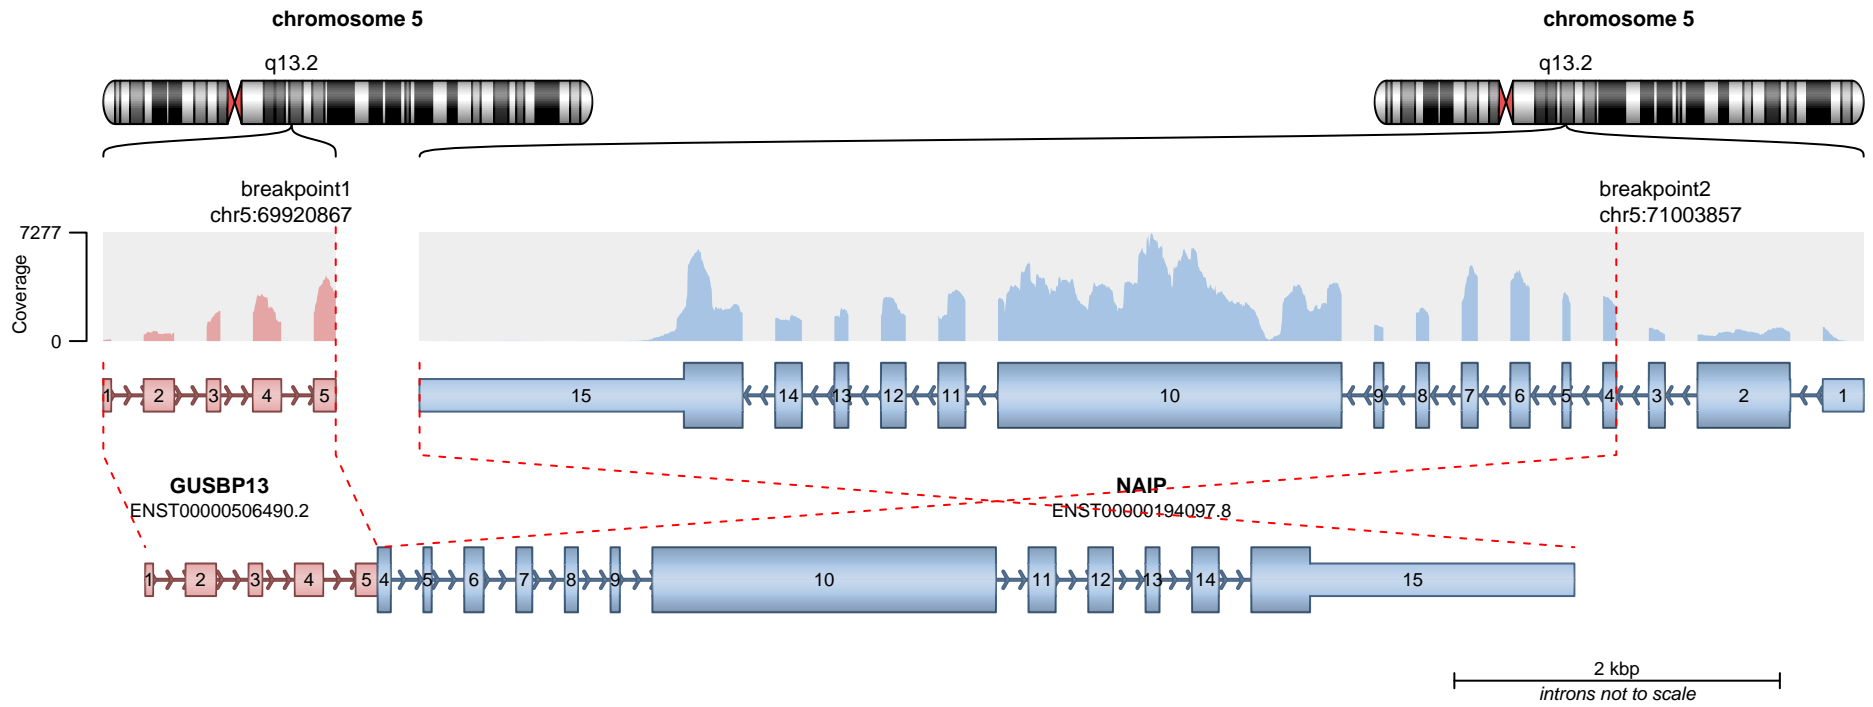 chromosome 5
chromosome 5
q13.2
q13.2
breakpoint1
chr5:69920867
breakpoint2
chr5:71003857
7277
Coverage
0
1 2 3 4 5
15 14 13 12 11 10 9 8 7 6 5 4 3 2 1
GUSBP13
ENST00000506490.2
NAIP
ENST00000194097.8
1 2 3 4 5 4 5 6 7 8 9 10 11 12 13 14 15
2 kbp
introns not to scale